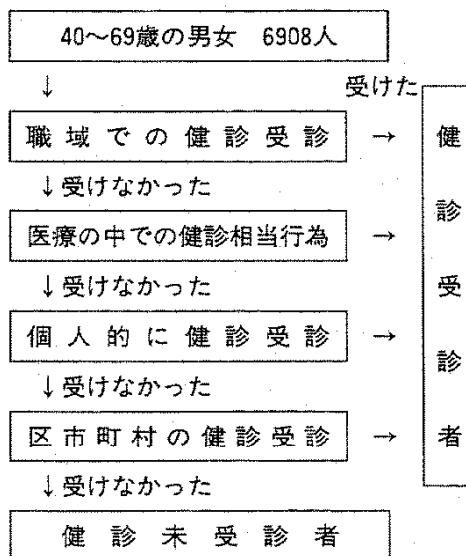 40～69歳の男女 6908人
↓ 受けた
職域での健診受診 →
↓受けなかった
医療の中での健診相当行為 →
↓受けなかった
個人的に健診受診 →
↓受けなかった
区市町村の健診受診 →
↓受けなかった
健診未受診者
健診受診者